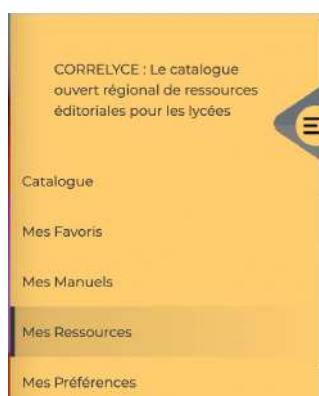 CORRELYCE : Le catalogue
ouvert régional de ressources
éditoriales pour les lycées
Catalogue
Mes Favoris
Mes Manuels
Mes Ressources
Mes Préférences